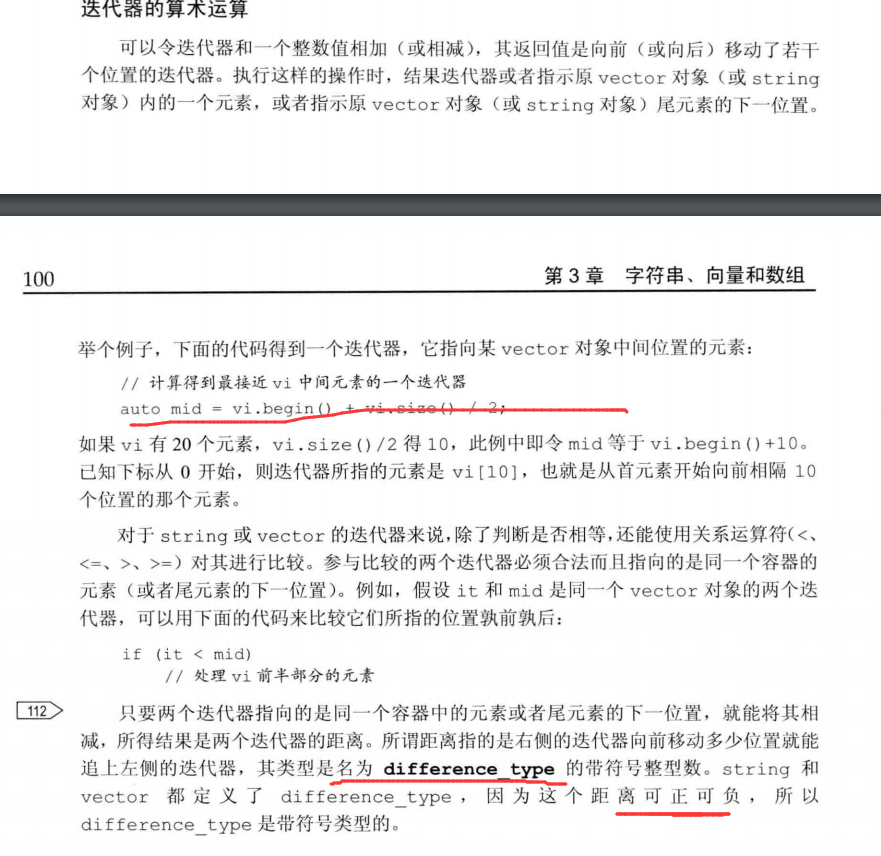 迭代器的算术运算
可以令迭代器和一个整数值相加（或相减），其返回值是向前（或向后）移动了若干
个位置的迭代器。执行这样的操作时，结果迭代器或者指示原 vector 对象（或 string
对象）内的一个元素，或者指示原 vector 对象（或 string 对象）尾元素的下一位置。
100
第 3 章 字符串、向量和数组
举个例子，下面的代码得到一个迭代器，它指向某 vector 对象中间位置的元素：
// 计算得到最接近 vi 中间元素的一个迭代器
auto mid = vi.begin() + vi.size() / 2;
如果 vi 有 20 个元素，vi.size()/2 得 10，此例中即令 mid 等于 vi.begin()+10。
已知下标从 0 开始，则迭代器所指的元素是 vi[10]，也就是从首元素开始向前相隔 10
个位置的那个元素。
对于 string 或 vector 的迭代器来说，除了判断是否相等，还能使用关系运算符（<、
<=、>、>=）对其进行比较。参与比较的两个迭代器必须合法而且指向的是同一个容器的
元素（或者尾元素的下一位置）。例如，假设 it 和 mid 是同一个 vector 对象的两个迭
代器，可以用下面的代码来比较它们所指的位置孰前孰后：
if (it < mid)
// 处理 vi 前半部分的元素
112
只要两个迭代器指向的是同一个容器中的元素或者尾元素的下一位置，就能将其相
减，所得结果是两个迭代器的距离。所谓距离指的是右侧的迭代器向前移动多少位置就能
追上左侧的迭代器，其类型是名为 difference_type 的带符号整型数。string 和
vector 都定义了 difference_type，因为这个距离可正可负，所以
difference_type 是带符号类型的。